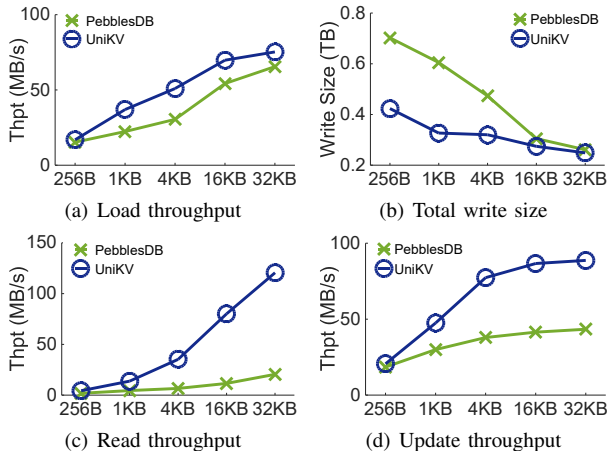 100
PebblesDB
UniKV
50
0
Thpt (MB/s)
256B 1KB 4KB 16KB 32KB
(a) Load throughput
0.8
PebblesDB
UniKV
0.6
0.4
0.2
Write Size (TB)
256B 1KB 4KB 16KB 32KB
(b) Total write size
150
PebblesDB
UniKV
100
50
0
Thpt (MB/s)
256B 1KB 4KB 16KB 32KB
(c) Read throughput
100
PebblesDB
UniKV
50
0
Thpt (MB/s)
256B 1KB 4KB 16KB 32KB
(d) Update throughput